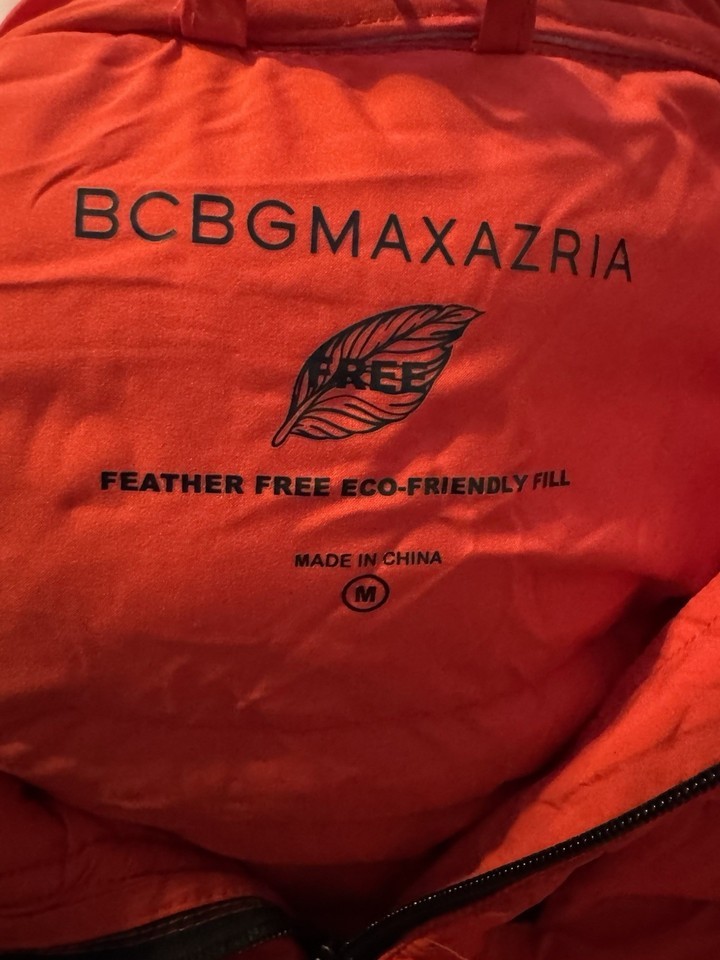 BCBGMAXAZRIA
FREE
FEATHER FREE ECO-FRIENDLY FILL
MADE IN CHINA
M